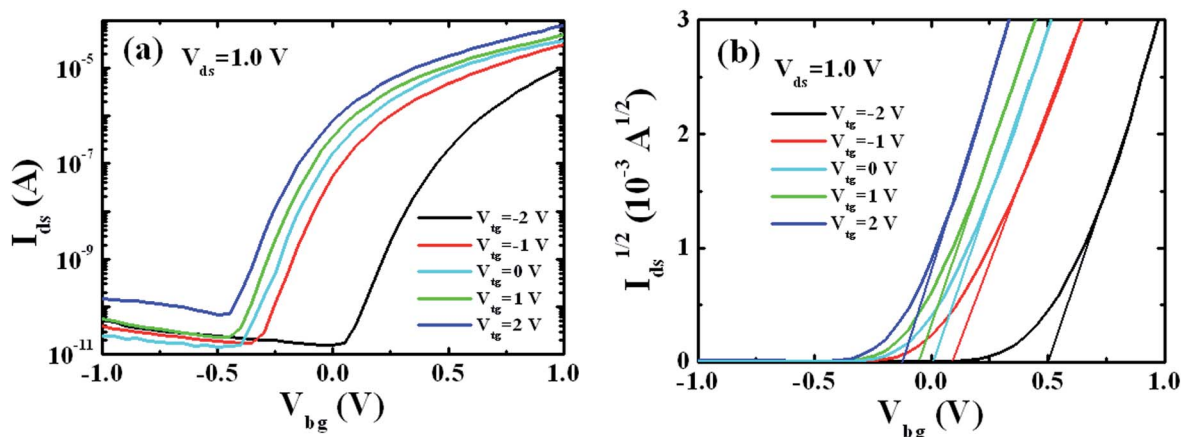 (a)
V_ds=1.0 V
I_ds (A)
10^-5
10^-7
10^-9
10^-11
V_tg=-2 V
V_tg=-1 V
V_tg=0 V
V_tg=1 V
V_tg=2 V
-1.0 -0.5 0.0 0.5 1.0
V_bg (V)
(b)
V_ds=1.0 V
I_ds^1/2 (10^-3 A^1/2)
3
2
1
0
V_tg=-2 V
V_tg=-1 V
V_tg=0 V
V_tg=1 V
V_tg=2 V
-1.0 -0.5 0.0 0.5 1.0
V_bg (V)